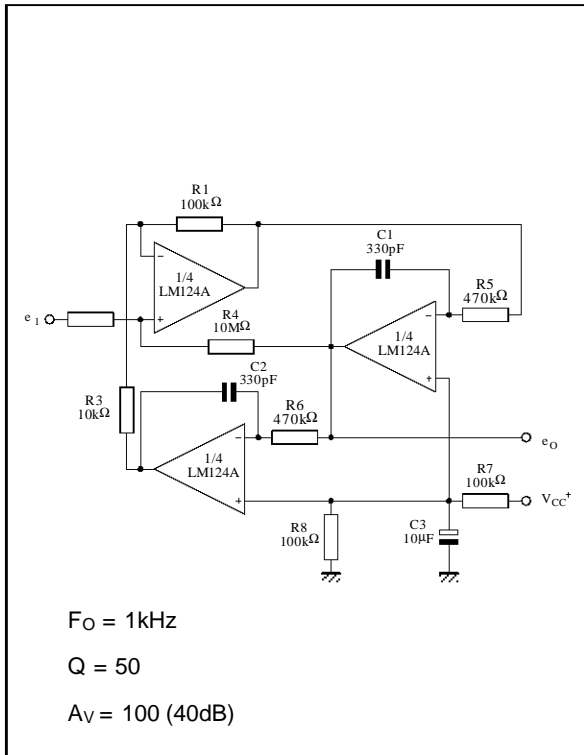 R1
100kΩ
C1
330pF
R5
470kΩ
-
1/4
LM124A
+
e I
R4
10MΩ
-
1/4
LM124A
+
C2
330pF
R3
10kΩ
R6
470kΩ
-
1/4
LM124A
+
eO
R7
100kΩ
VCC+
R8
100kΩ
C3
10µF
FO = 1kHz
Q = 50
AV = 100 (40dB)